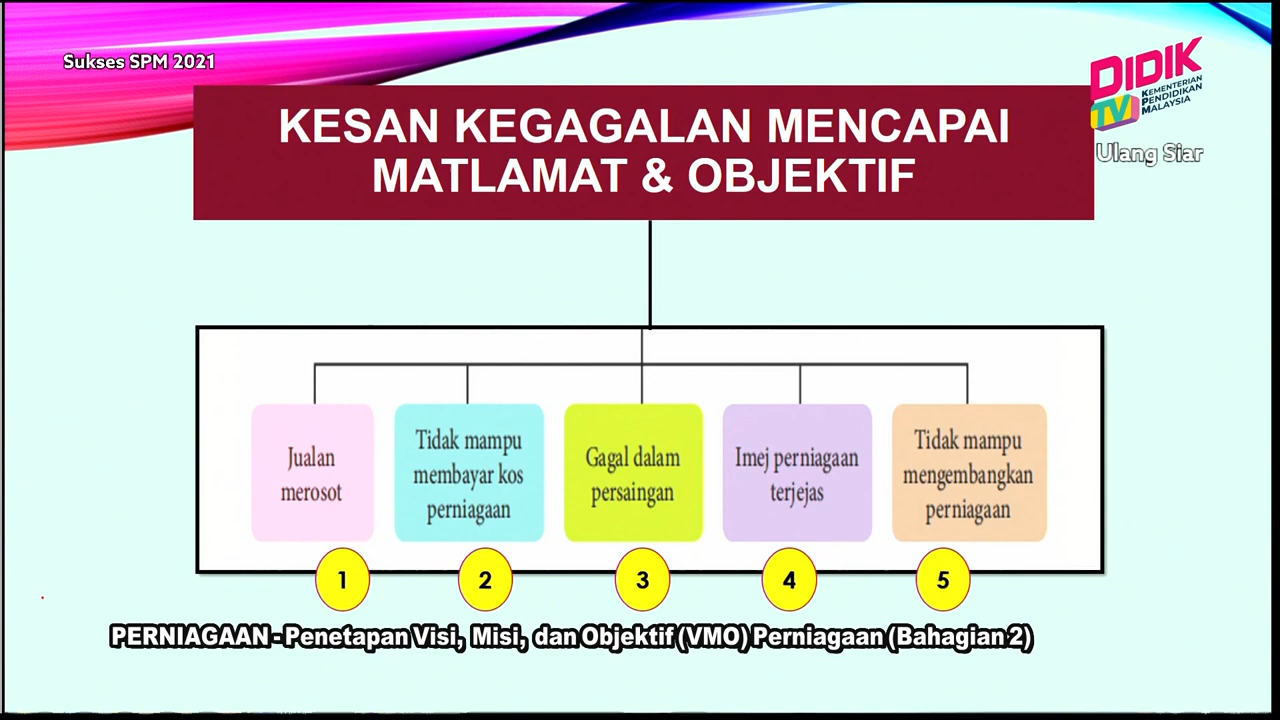 Sukses SPM 2021
DIDIK
TV
KEMENTERIAN
PENDIDIKAN
MALAYSIA
Ulang Siar
KESAN KEGAGALAN MENCAPAI
MATLAMAT & OBJEKTIF
Jualan
merosot
Tidak mampu
membayar kos
perniagaan
Gagal dalam
persaingan
Imej perniagaan
terjejas
Tidak mampu
mengembangkan
perniagaan
1
2
3
4
5
PERNIAGAAN - Penetapan Visi, Misi, dan Objektif (VMO) Perniagaan (Bahagian 2)